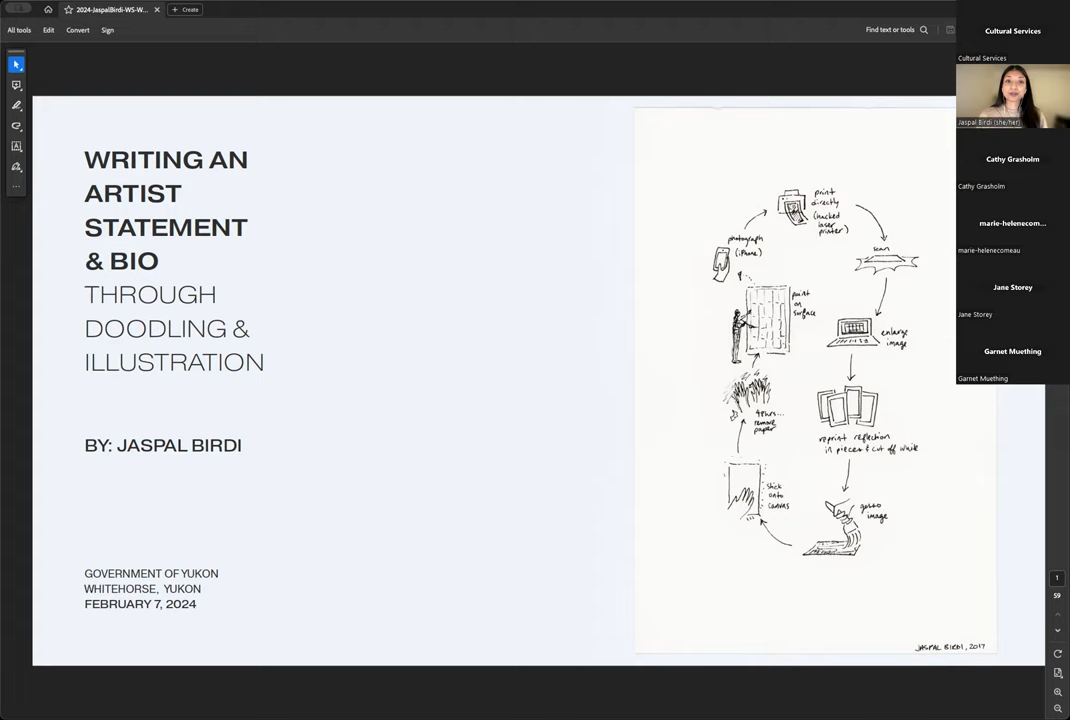 2024-JaspalBirdi-WS-W...
Create
All tools
Edit
Convert
Sign
Find text or tools
Cultural Services
Cultural Services
Jaspal Birdi (she/her)
Cathy Grasholm
Cathy Grasholm
marie-helenecom...
marie-helenecomeau
Jane Storey
Jane Storey
Garnet Muething
Garnet Muething
WRITING AN
ARTIST
STATEMENT
& BIO
THROUGH
DOODLING &
ILLUSTRATION
BY: JASPAL BIRDI
GOVERNMENT OF YUKON
WHITEHORSE, YUKON
FEBRUARY 7, 2024
print
directly
(hacked
laser
printer)
scan
enlarge
image
reprint reflection
in pieces & cut off white
gesso
image
stick
onto
canvas
48hrs...
remove
paper
paint
on
surface
photograph
(iPhone)
JASPAL BIRDI, 2017
1
59